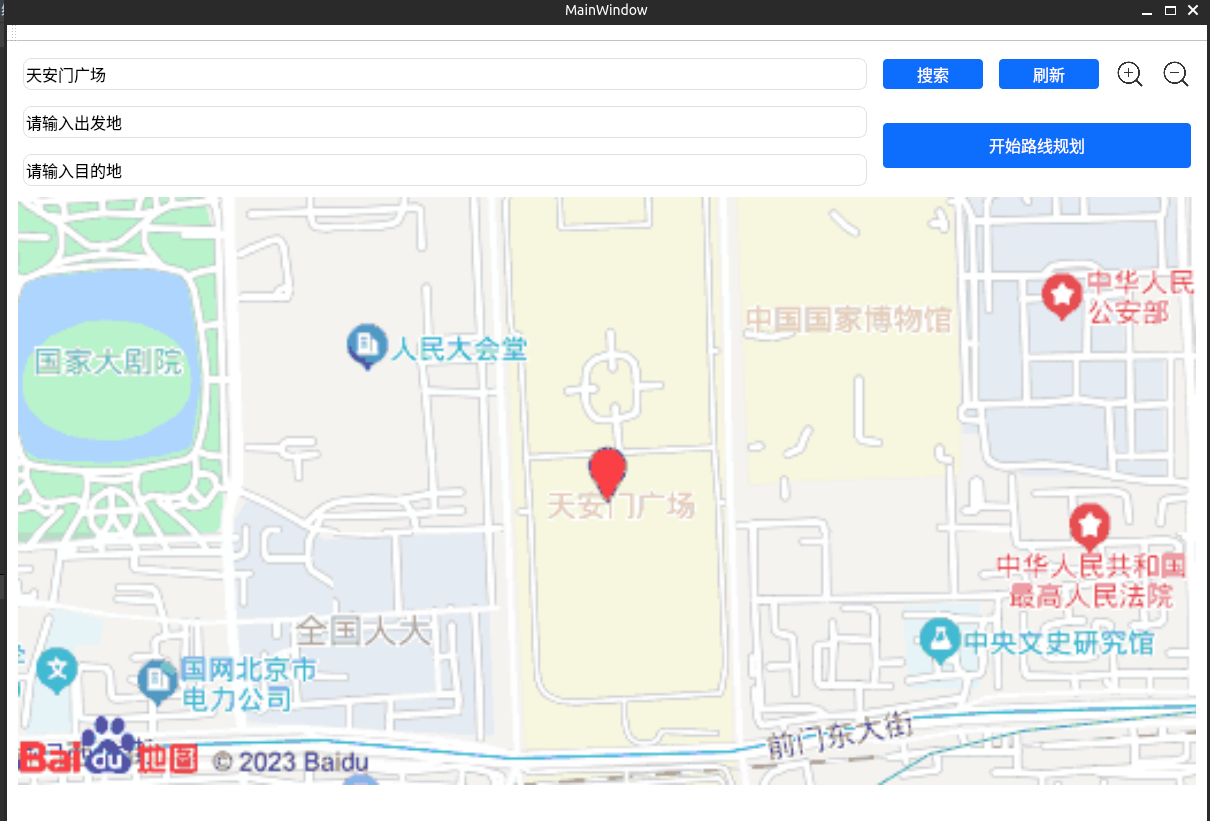 MainWindow
天安门广场
搜索
刷新
请输入出发地
请输入目的地
开始路线规划
中华人民
公安部
中国国家博物馆
人民大会堂
国家大剧院
天安门广场
中华人民共和国
最高人民法院
全国人大
中央文史研究馆
文
国网北京市
电力公司
前门东大街
Bai du 地图
© 2023 Baidu